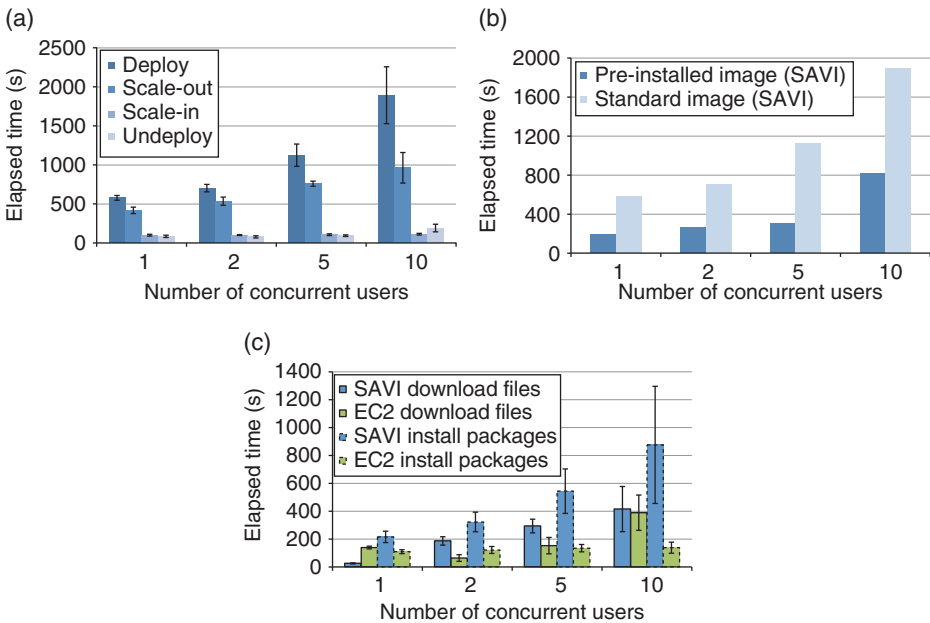 (a)
2500
2000
1500
1000
500
0
Elapsed time (s)
Deploy
Scale-out
Scale-in
Undeploy
1 2 5 10
Number of concurrent users
(b)
2000
1600
1200
800
400
0
Elapsed time (s)
Pre-installed image (SAVI)
Standard image (SAVI)
1 2 5 10
Number of concurrent users
(c)
1400
1200
1000
800
600
400
200
0
Elapsed time (s)
SAVI download files
EC2 download files
SAVI install packages
EC2 install packages
1 2 5 10
Number of concurrent users